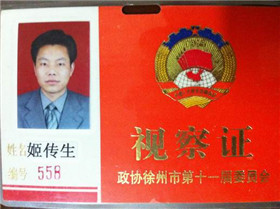 姓名 姬传生
编号 558
视察证
政协徐州市第十一届委员会